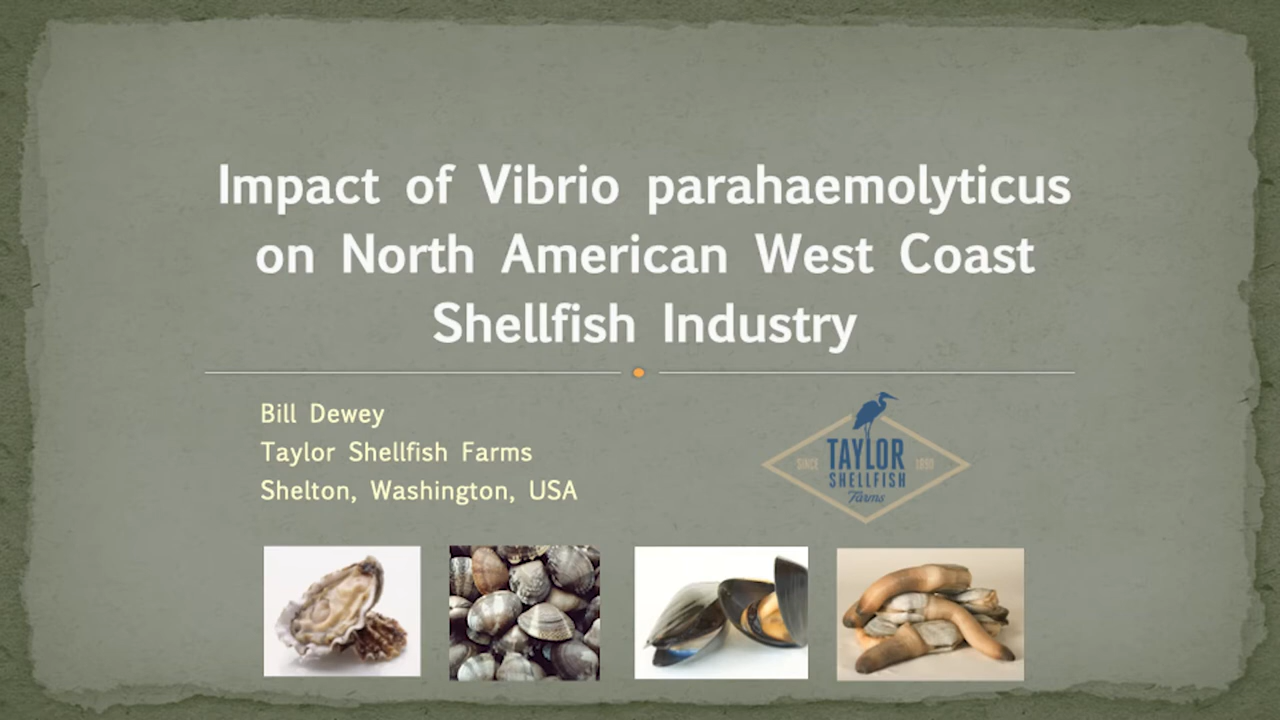 Impact of Vibrio parahaemolyticus
on North American West Coast
Shellfish Industry
Bill Dewey
Taylor Shellfish Farms
Shelton, Washington, USA
SINCE TAYLOR 1890
SHELLFISH
Farms